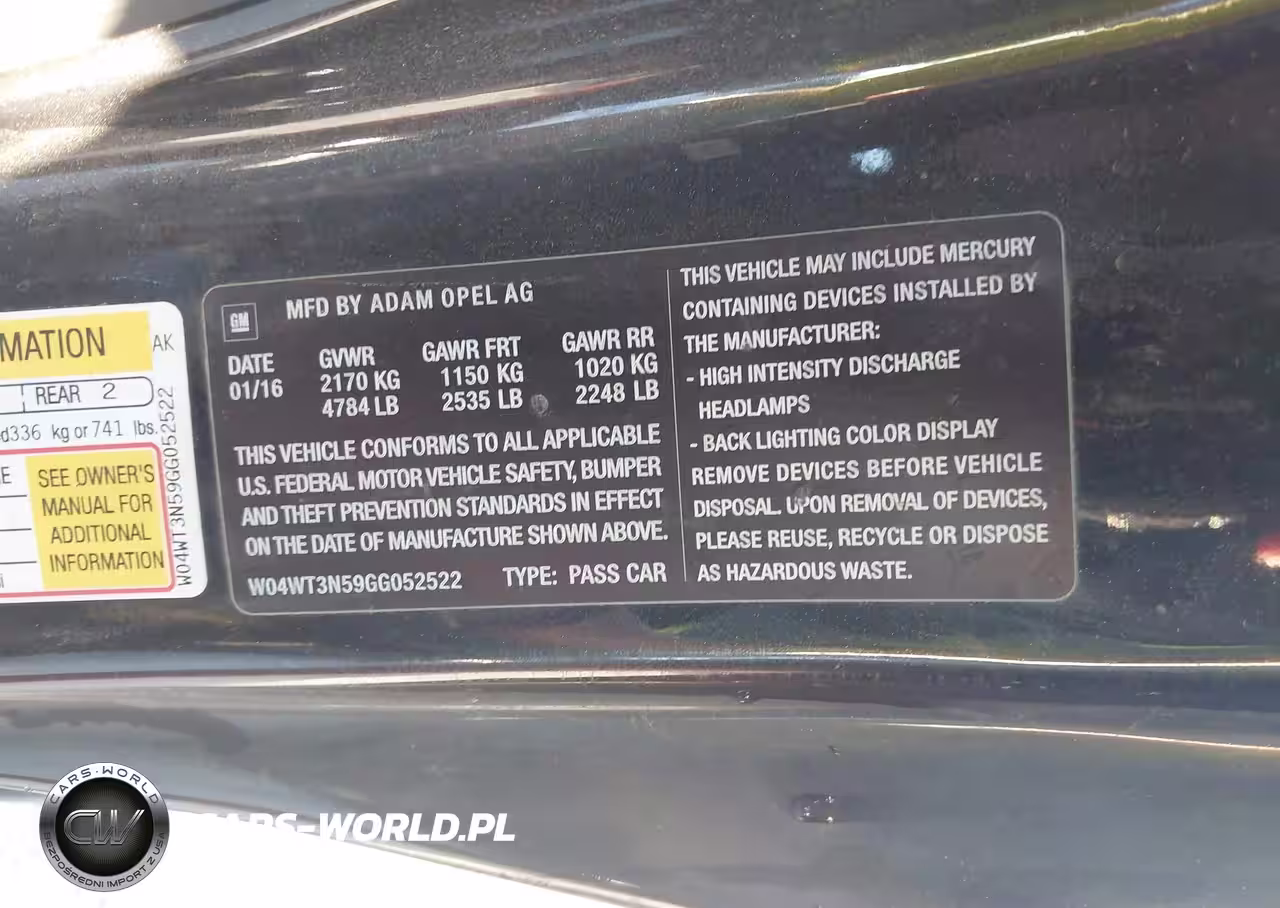 MATION
AK
REAR 2
336 kg or 741 lbs.
SEE OWNER'S
MANUAL FOR
ADDITIONAL
INFORMATION
W04WT3N59GG052522
GM
MFD BY ADAM OPEL AG
DATE GVWR GAWR FRT GAWR RR
01/16 2170 KG 1150 KG 1020 KG
4784 LB 2535 LB 2248 LB
THIS VEHICLE CONFORMS TO ALL APPLICABLE
U.S. FEDERAL MOTOR VEHICLE SAFETY, BUMPER
AND THEFT PREVENTION STANDARDS IN EFFECT
ON THE DATE OF MANUFACTURE SHOWN ABOVE.
W04WT3N59GG052522 TYPE: PASS CAR
THIS VEHICLE MAY INCLUDE MERCURY
CONTAINING DEVICES INSTALLED BY
THE MANUFACTURER:
- HIGH INTENSITY DISCHARGE
HEADLAMPS
- BACK LIGHTING COLOR DISPLAY
REMOVE DEVICES BEFORE VEHICLE
DISPOSAL. UPON REMOVAL OF DEVICES,
PLEASE REUSE, RECYCLE OR DISPOSE
AS HAZARDOUS WASTE.
CARS-WORLD
CW
BEZPOŚREDNI IMPORT Z USA
CARS-WORLD.PL